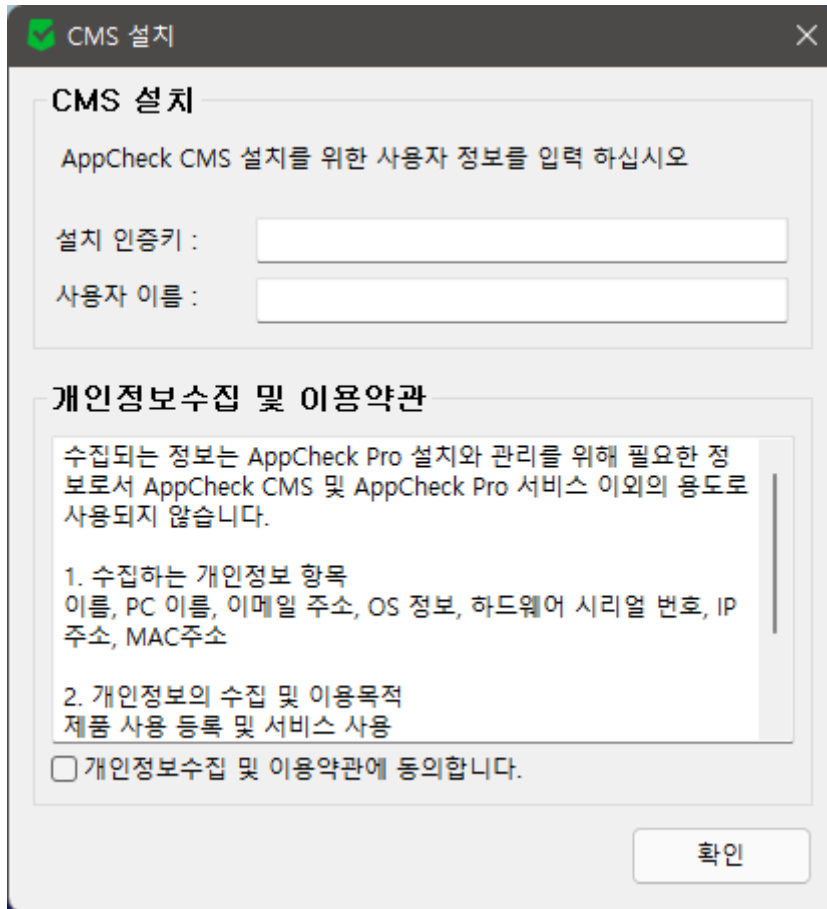 CMS 설치
CMS 설치
AppCheck CMS 설치를 위한 사용자 정보를 입력 하십시오
설치 인증키 :
사용자 이름 :
개인정보수집 및 이용약관
수집되는 정보는 AppCheck Pro 설치와 관리를 위해 필요한 정
보로서 AppCheck CMS 및 AppCheck Pro 서비스 이외의 용도로
사용되지 않습니다.
1. 수집하는 개인정보 항목
이름, PC 이름, 이메일 주소, OS 정보, 하드웨어 시리얼 번호, IP
주소, MAC주소
2. 개인정보의 수집 및 이용목적
제품 사용 등록 및 서비스 사용
개인정보수집 및 이용약관에 동의합니다.
확인